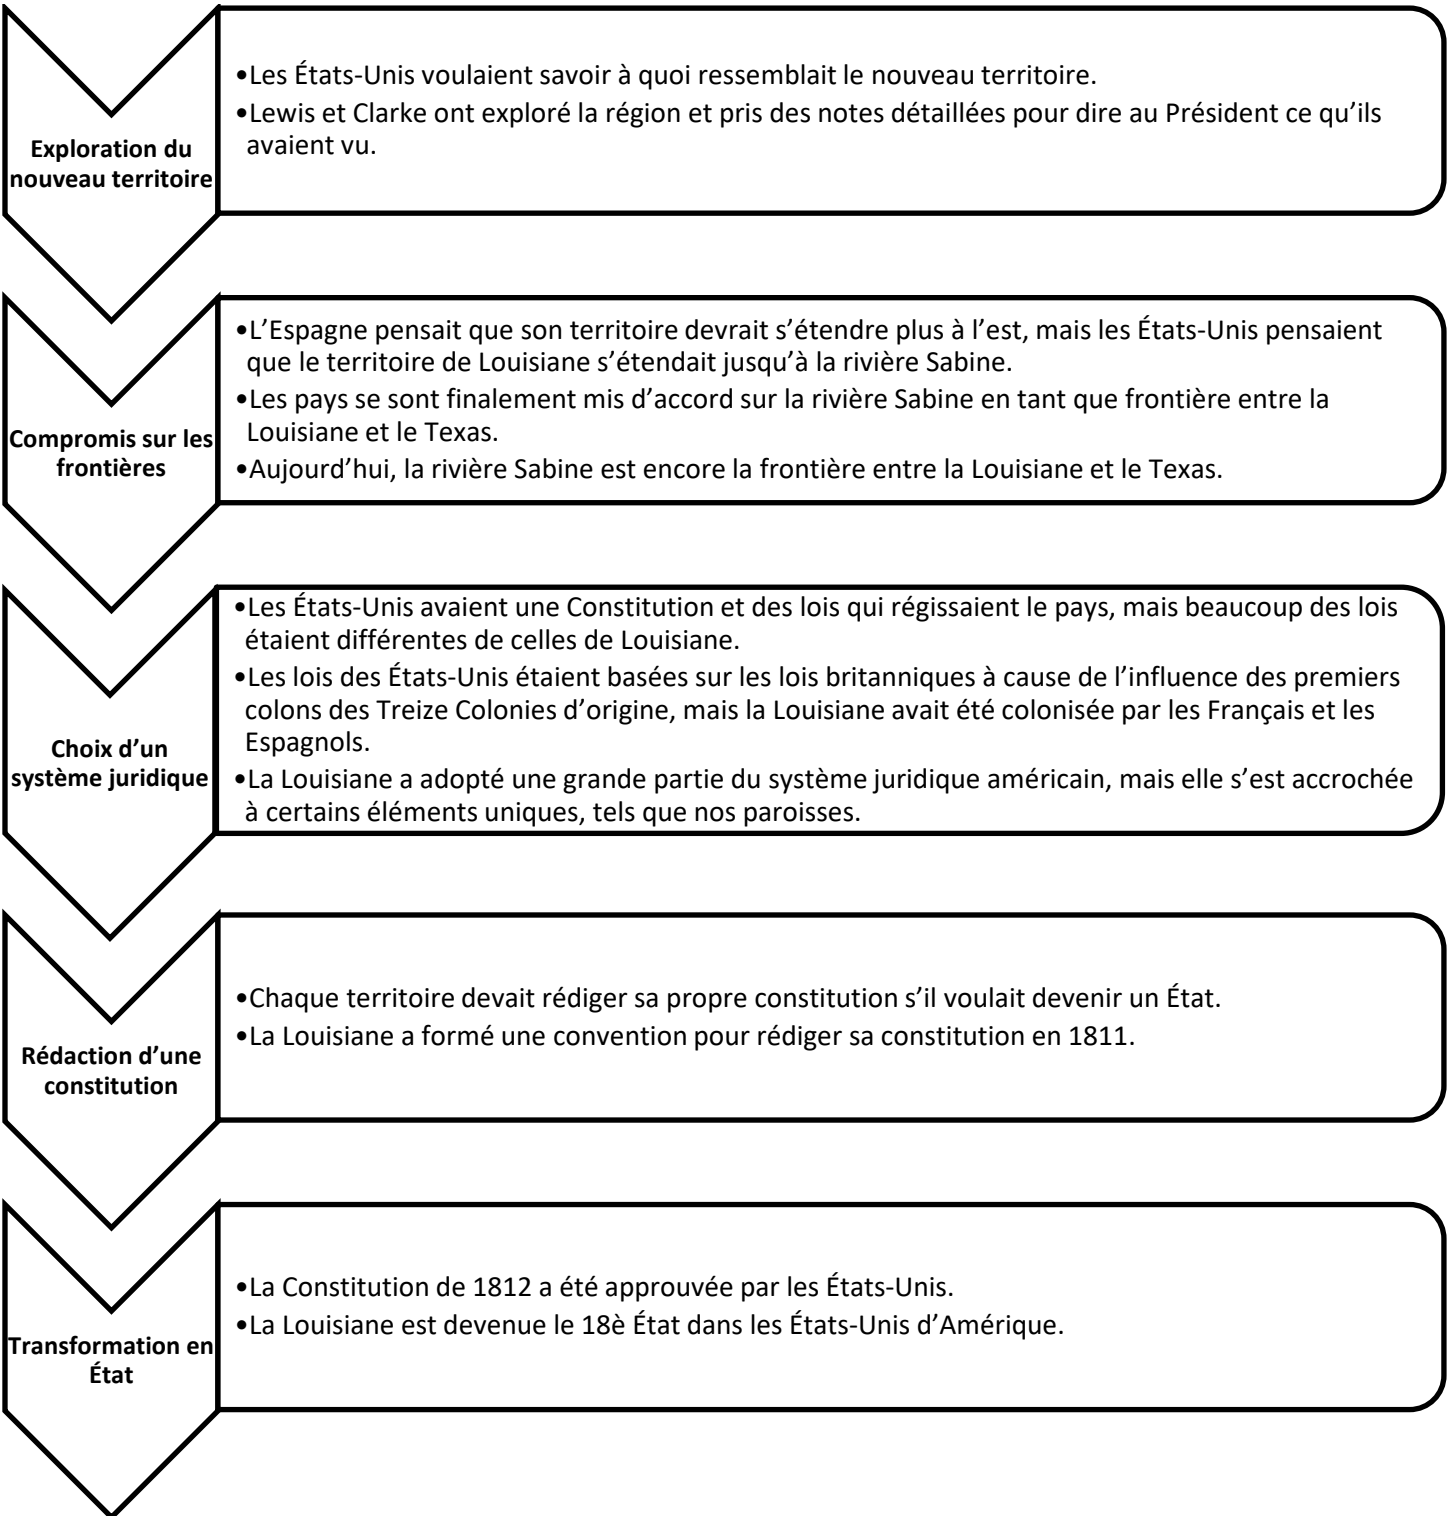 Exploration du
nouveau territoire
•Les États-Unis voulaient savoir à quoi ressemblait le nouveau territoire.
•Lewis et Clarke ont exploré la région et pris des notes détaillées pour dire au Président ce qu’ils
avaient vu.
Compromis sur les
frontières
•L’Espagne pensait que son territoire devrait s’étendre plus à l’est, mais les États-Unis pensaient
que le territoire de Louisiane s’étendait jusqu’à la rivière Sabine.
•Les pays se sont finalement mis d’accord sur la rivière Sabine en tant que frontière entre la
Louisiane et le Texas.
•Aujourd’hui, la rivière Sabine est encore la frontière entre la Louisiane et le Texas.
Choix d’un
système juridique
•Les États-Unis avaient une Constitution et des lois qui régissaient le pays, mais beaucoup des lois
étaient différentes de celles de Louisiane.
•Les lois des États-Unis étaient basées sur les lois britanniques à cause de l’influence des premiers
colons des Treize Colonies d’origine, mais la Louisiane avait été colonisée par les Français et les
Espagnols.
•La Louisiane a adopté une grande partie du système juridique américain, mais elle s’est accrochée
à certains éléments uniques, tels que nos paroisses.
Rédaction d’une
constitution
•Chaque territoire devait rédiger sa propre constitution s’il voulait devenir un État.
•La Louisiane a formé une convention pour rédiger sa constitution en 1811.
Transformation en
État
•La Constitution de 1812 a été approuvée par les États-Unis.
•La Louisiane est devenue le 18è État dans les États-Unis d’Amérique.